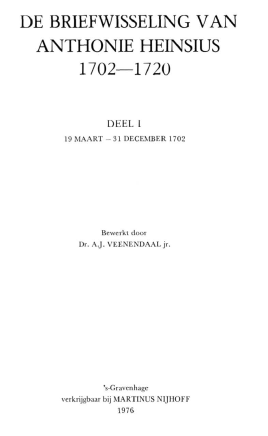 DE BRIEFWISSELING VAN
ANTHONIE HEINSIUS
1702—1720
DEEL I
19 MAART – 31 DECEMBER 1702
Bewerkt door
Dr. A.J. VEENENDAAL jr.
's-Gravenhage
verkrijgbaar bij MARTINUS NIJHOFF
1976